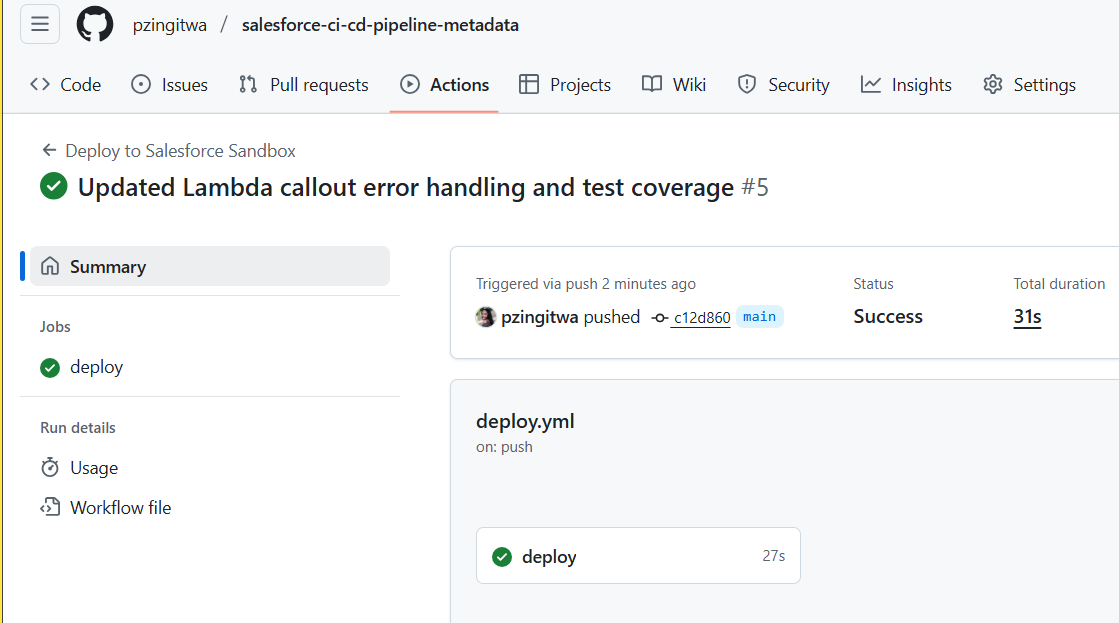 pzingitwa / salesforce-ci-cd-pipeline-metadata
Code Issues Pull requests Actions Projects Wiki Security Insights Settings
Deploy to Salesforce Sandbox
Updated Lambda callout error handling and test coverage #5
Summary
Jobs
deploy
Run details
Usage
Workflow file
Triggered via push 2 minutes ago
pzingitwa pushed c12d860 main
Status
Success
Total duration
31s
deploy.yml
on: push
deploy 27s